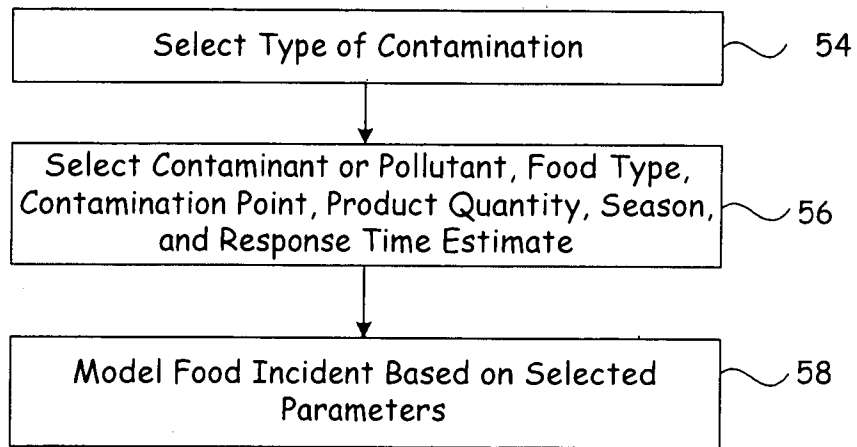 Select Type of Contamination 54
Select Contaminant or Pollutant, Food Type,
Contamination Point, Product Quantity, Season,
and Response Time Estimate
56
Model Food Incident Based on Selected
Parameters
58